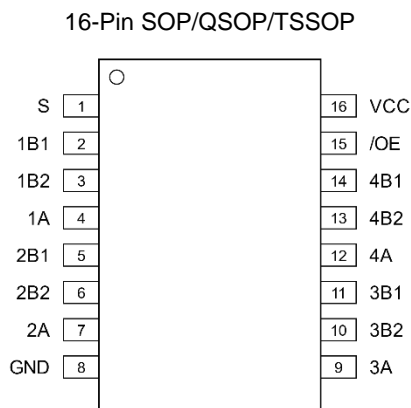 16-Pin SOP/QSOP/TSSOP
S 1 16 VCC
1B1 2 15 /OE
1B2 3 14 4B1
1A 4 13 4B2
2B1 5 12 4A
2B2 6 11 3B1
2A 7 10 3B2
GND 8 9 3A